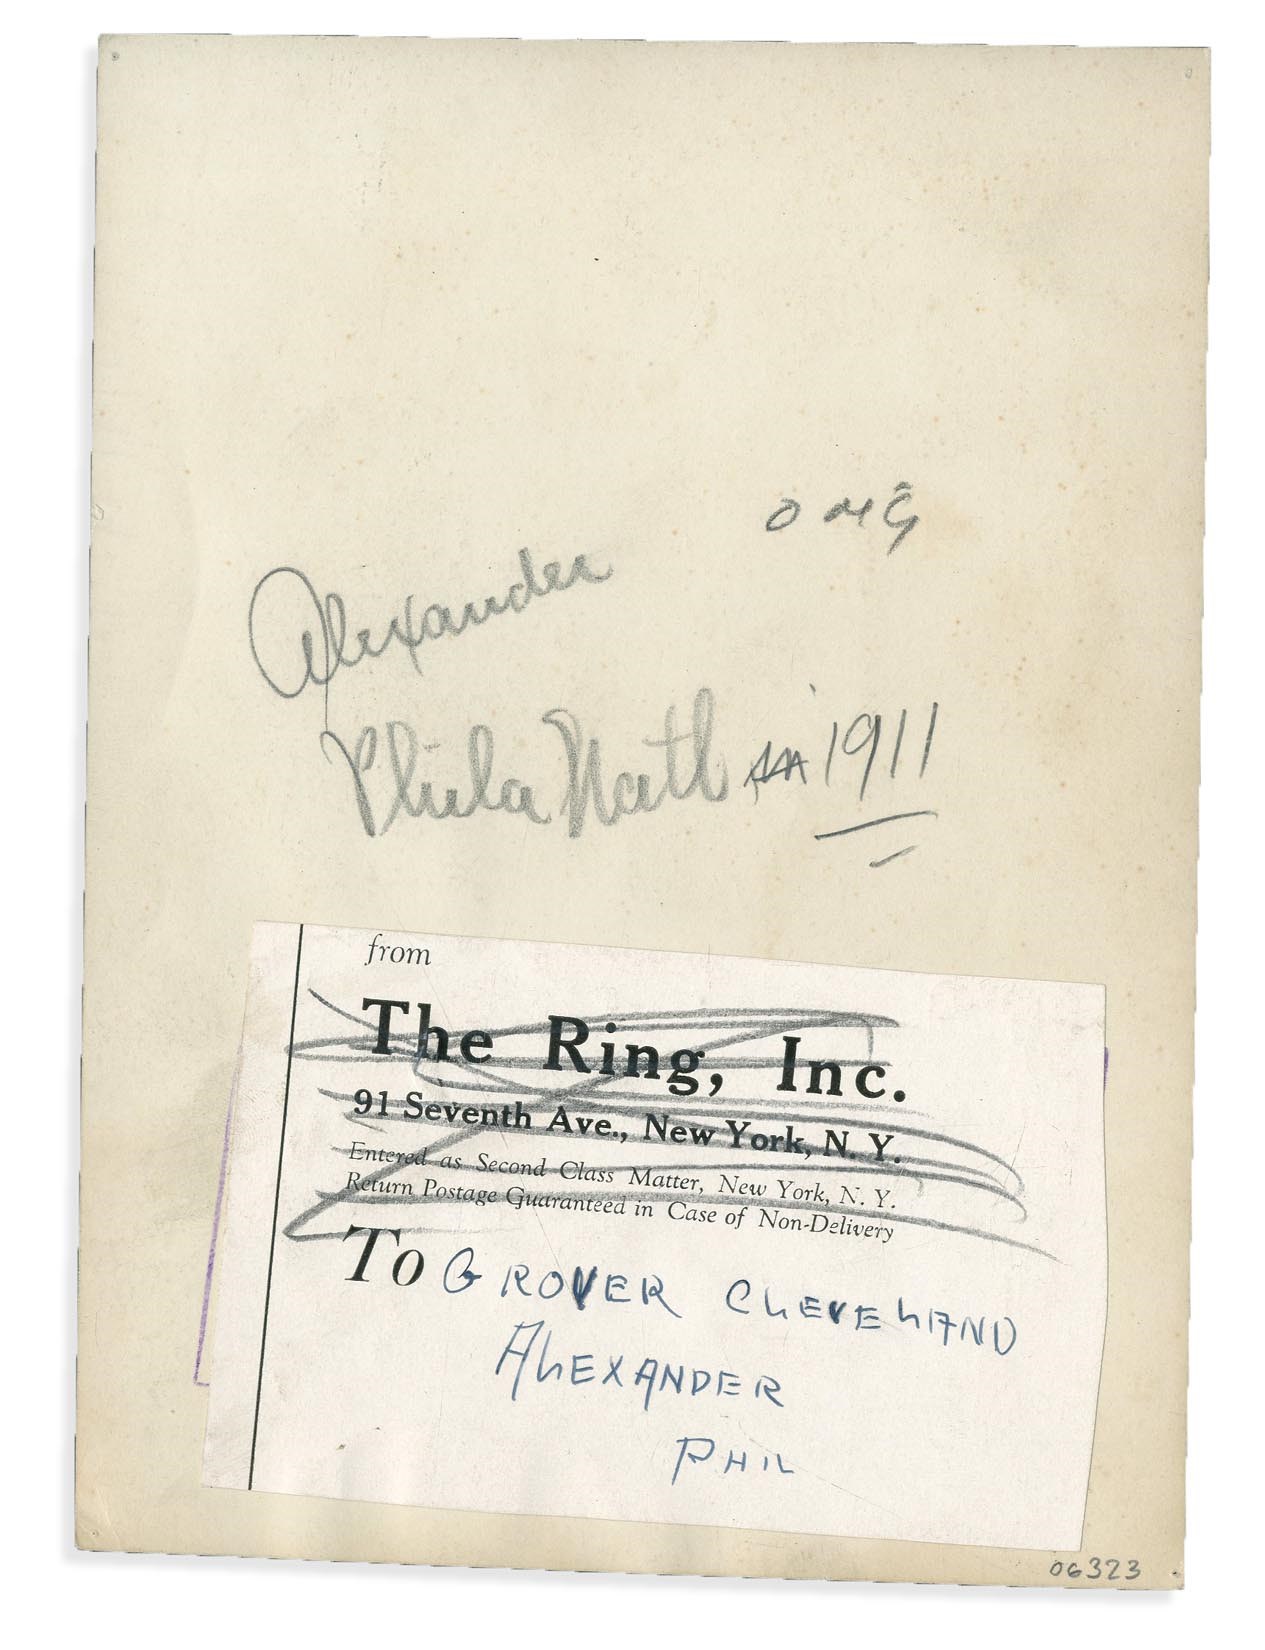 Alexander
Phila Natl 1911
from
The Ring, Inc.
91 Seventh Ave., New York, N. Y.
Entered as Second Class Matter, New York, N. Y.
Return Postage Guaranteed in Case of Non-Delivery
To GROVER CLEVELAND
ALEXANDER
PHIL
06323